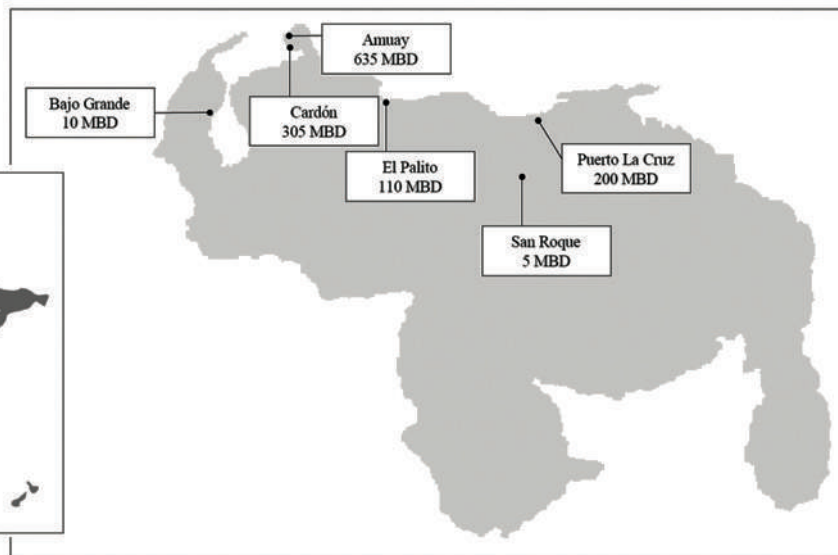 Amuay
635 MBD
Bajo Grande
10 MBD
Cardón
305 MBD
El Palito
110 MBD
Puerto La Cruz
200 MBD
San Roque
5 MBD